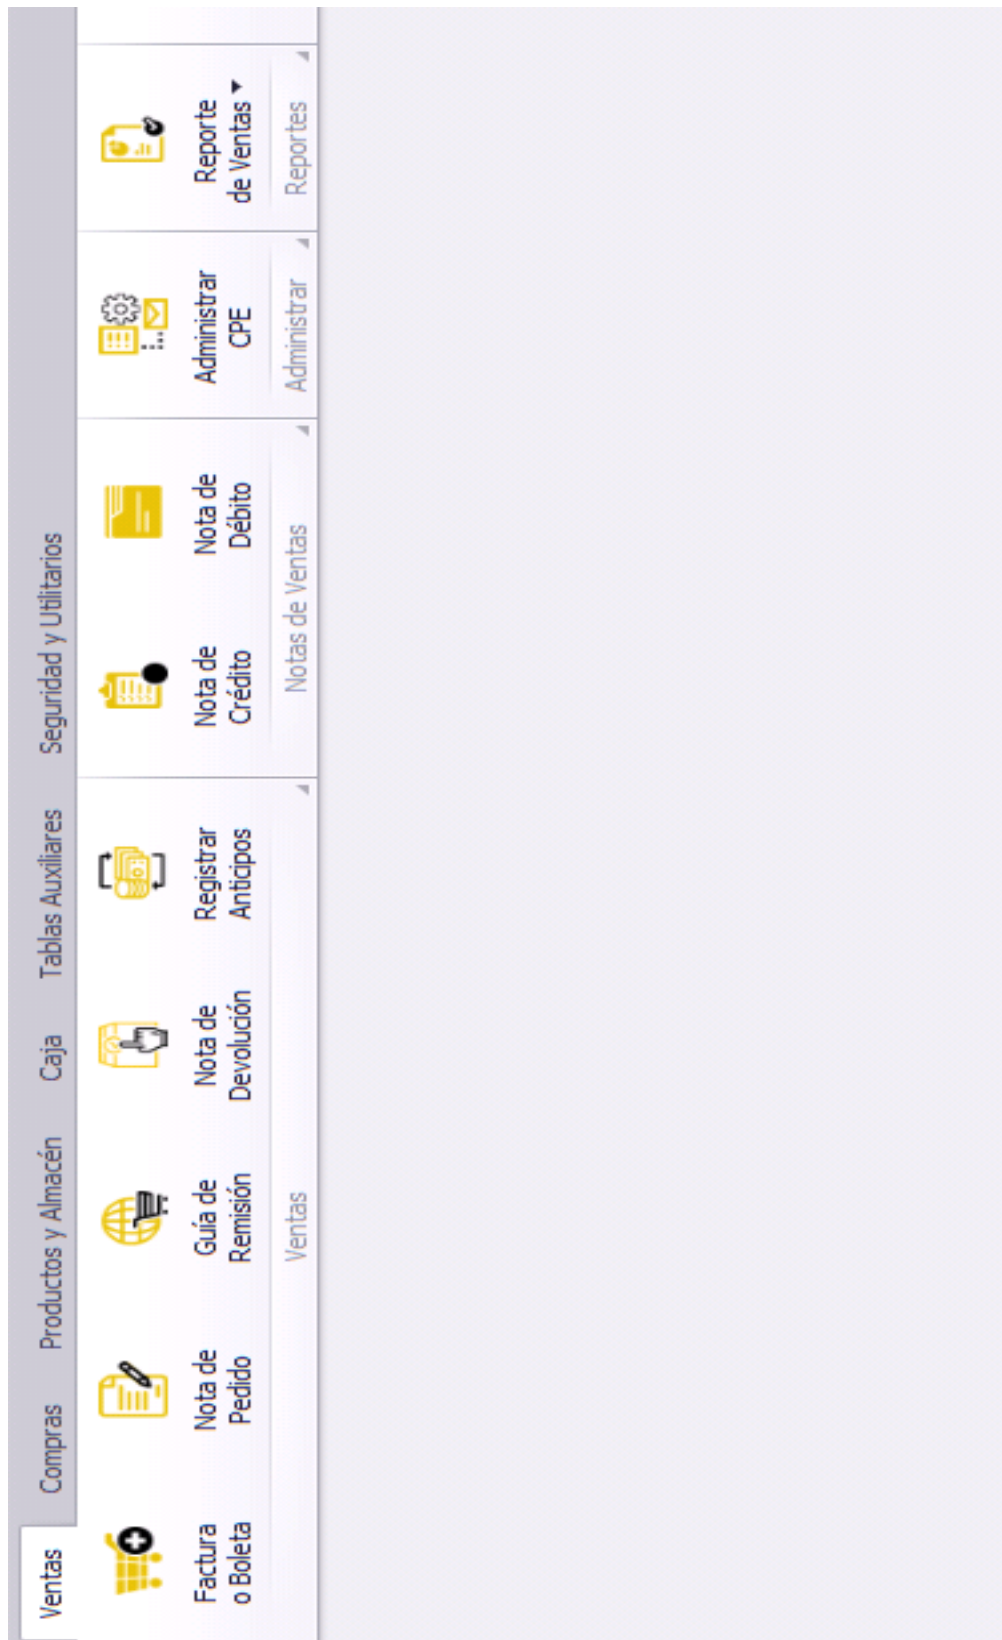 Ventas
Compras
Productos y Almacén
Caja
Tablas Auxiliares
Seguridad y Utilitarios
Factura
o Boleta
Nota de
Pedido
Guía de
Remisión
Nota de
Devolución
Registrar
Anticipos
Ventas
Nota de
Crédito
Nota de
Débito
Notas de Ventas
Administrar
CPE
Administrar
Reporte
de Ventas
Reportes